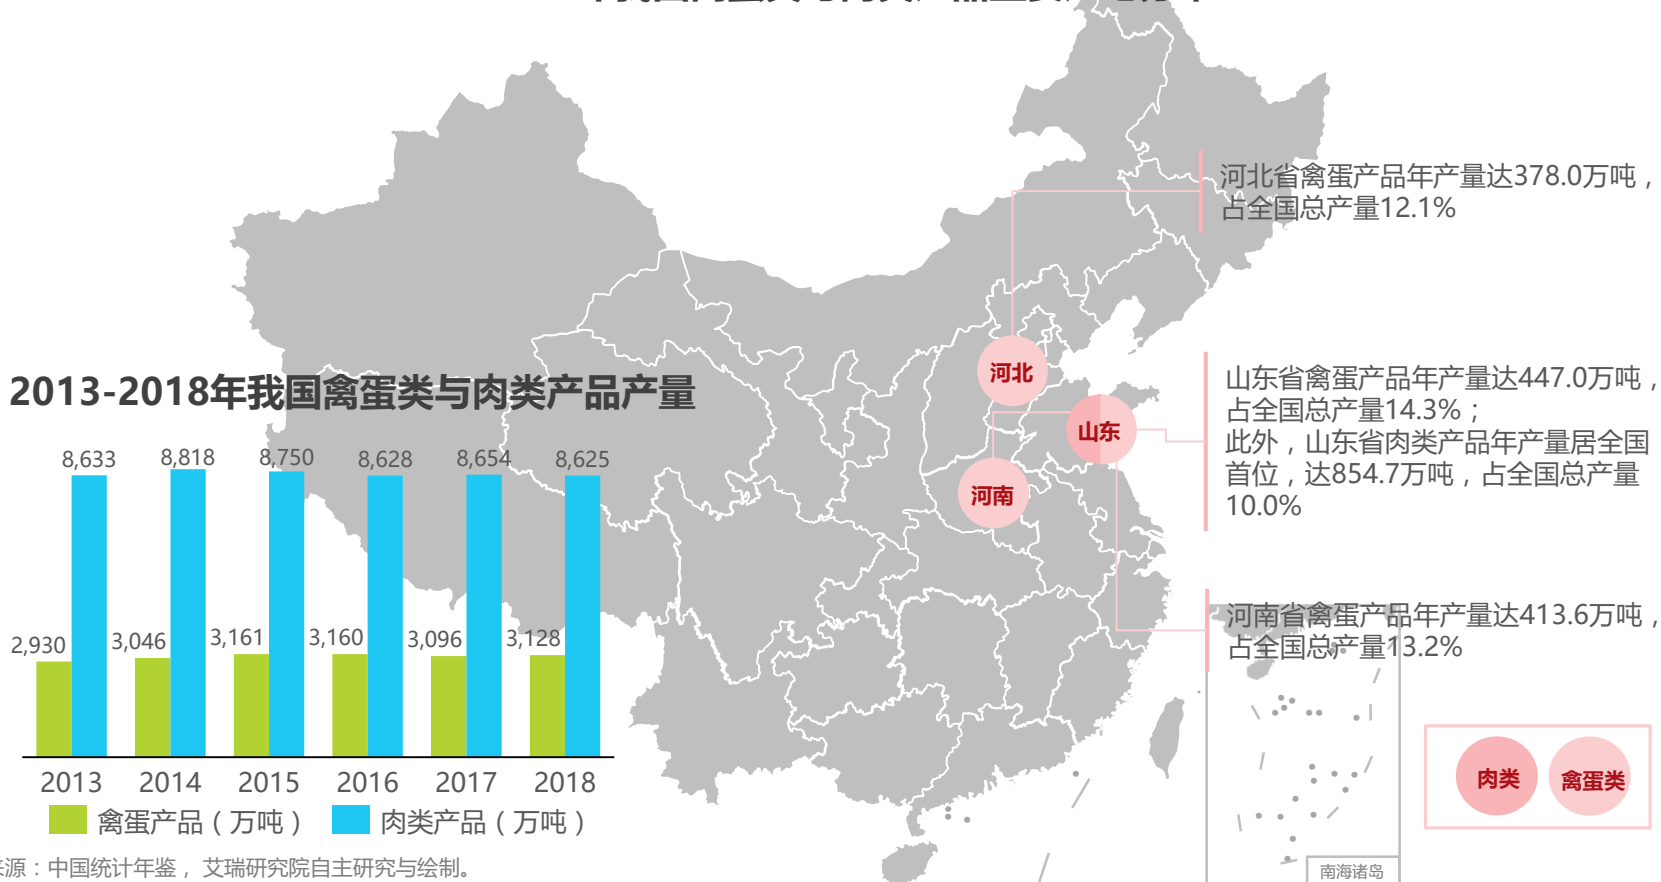 河北省禽蛋产品年产量达378.0万吨，
占全国总产量12.1%
河北
山东省禽蛋产品年产量达447.0万吨，
占全国总产量14.3%；
此外，山东省肉类产品年产量居全国
首位，达854.7万吨，占全国总产量
10.0%
山东
河南
河南省禽蛋产品年产量达413.6万吨，
占全国总产量13.2%
2013-2018年我国禽蛋类与肉类产品产量
8,633 8,818 8,750 8,628 8,654 8,625
2,930 3,046 3,161 3,160 3,096 3,128
2013 2014 2015 2016 2017 2018
禽蛋产品（万吨） 肉类产品（万吨）
肉类 禽蛋类
南海诸岛
来源：中国统计年鉴， 艾瑞研究院自主研究与绘制。